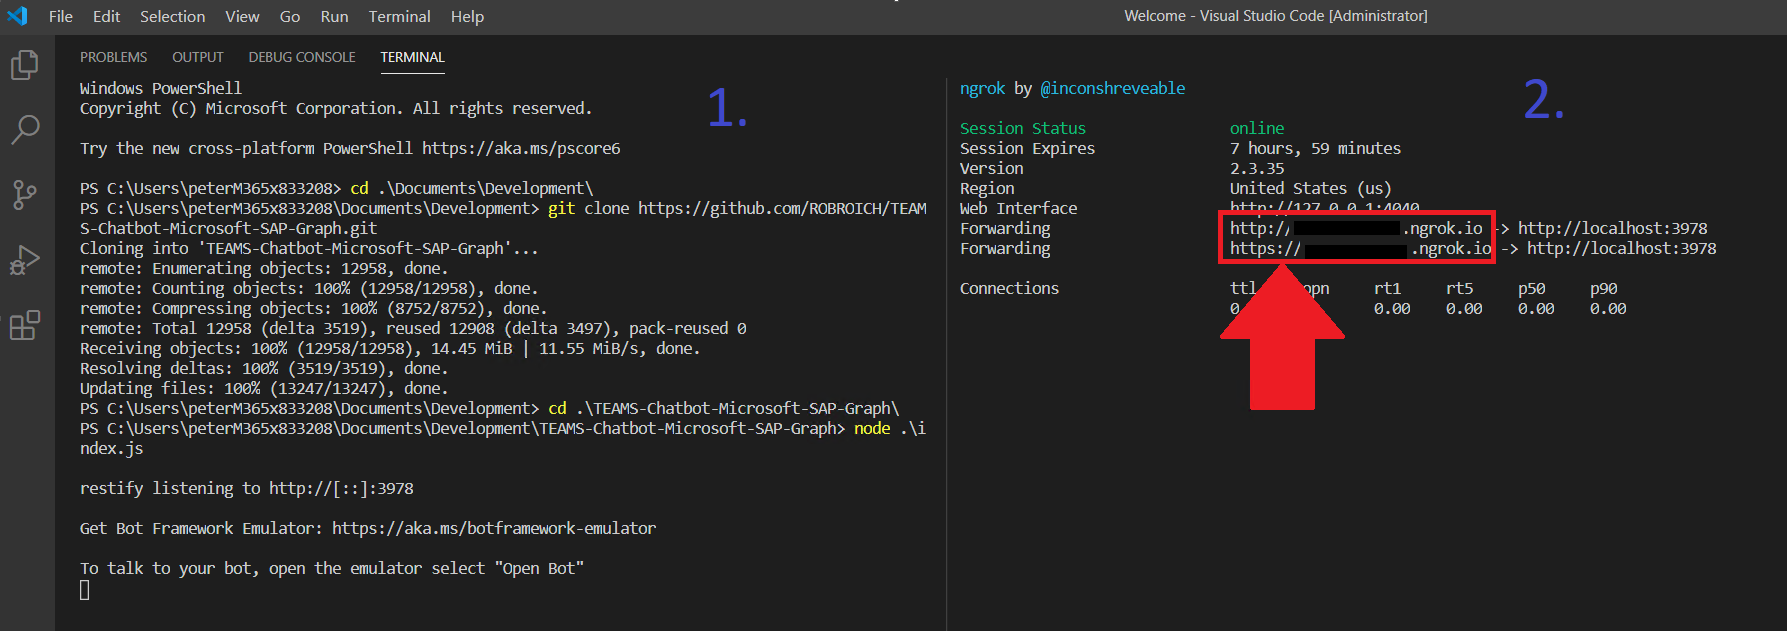 File Edit Selection View Go Run Terminal Help
Welcome - Visual Studio Code [Administrator]
PROBLEMS OUTPUT DEBUG CONSOLE TERMINAL
1.
Windows PowerShell
Copyright (C) Microsoft Corporation. All rights reserved.
Try the new cross-platform PowerShell https://aka.ms/pscore6
PS C:\Users\peterM365x833208> cd .\Documents\Development\
PS C:\Users\peterM365x833208\Documents\Development> git clone https://github.com/ROBROICH/TEAM
S-Chatbot-Microsoft-SAP-Graph.git
Cloning into 'TEAMS-Chatbot-Microsoft-SAP-Graph'...
remote: Enumerating objects: 12958, done.
remote: Counting objects: 100% (12958/12958), done.
remote: Compressing objects: 100% (8752/8752), done.
remote: Total 12958 (delta 3519), reused 12908 (delta 3497), pack-reused 0
Receiving objects: 100% (12958/12958), 14.45 MiB | 11.55 MiB/s, done.
Resolving deltas: 100% (3519/3519), done.
Updating files: 100% (13247/13247), done.
PS C:\Users\peterM365x833208\Documents\Development> cd .\TEAMS-Chatbot-Microsoft-SAP-Graph\
PS C:\Users\peterM365x833208\Documents\Development\TEAMS-Chatbot-Microsoft-SAP-Graph> node .\i
ndex.js
restify listening to http://[::]:3978
Get Bot Framework Emulator: https://aka.ms/botframework-emulator
To talk to your bot, open the emulator select "Open Bot"
2.
ngrok by @inconshreveable
Session Status online
Session Expires 7 hours, 59 minutes
Version 2.3.35
Region United States (us)
Web Interface http://127.0.0.1:4040
Forwarding http:// .ngrok.io -> http://localhost:3978
Forwarding https:// .ngrok.io -> http://localhost:3978
Connections ttl opn rt1 rt5 p50 p90
0 0.00 0.00 0.00 0.00